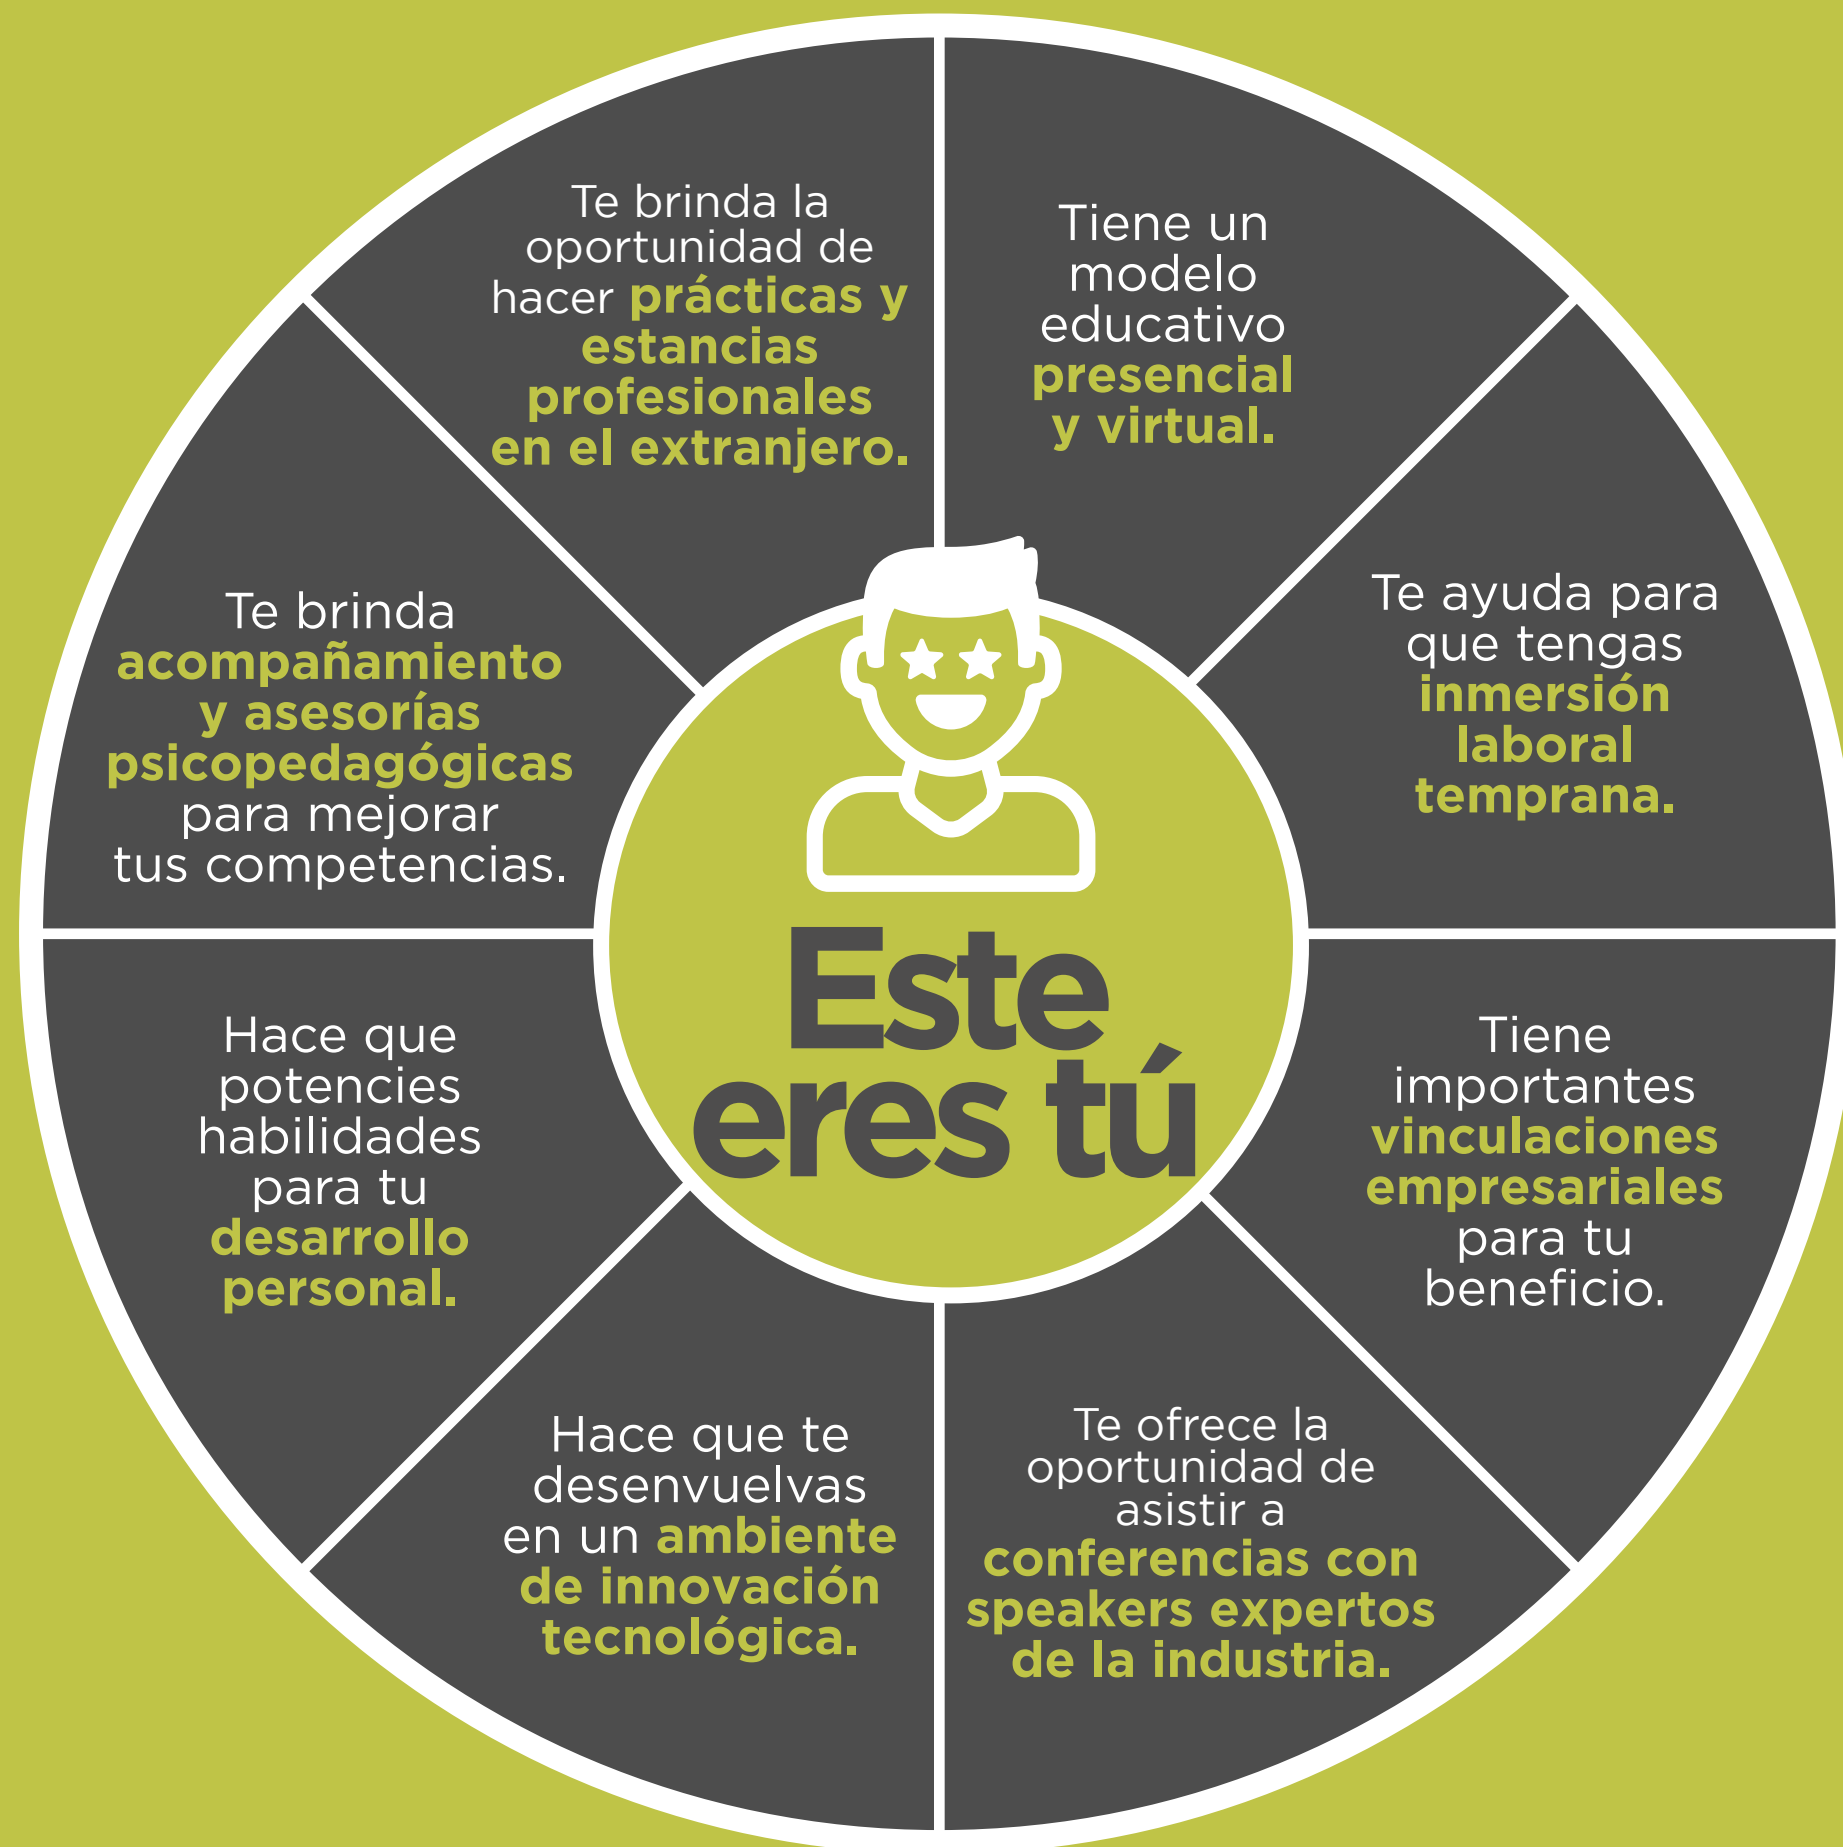 Te brinda la
oportunidad de
hacer prácticas y
estancias
profesionales
en el extranjero.
Tiene un
modelo
educativo
presencial
y virtual.
Te ayuda para
que tengas
inmersión
laboral
temprana.
Tiene
importantes
vinculaciones
empresariales
para tu
beneficio.
Te ofrece la
oportunidad de
asistir a
conferencias con
speakers expertos
de la industria.
Hace que te
desenvuelvas
en un ambiente
de innovación
tecnológica.
Hace que
potencies
habilidades
para tu
desarrollo
personal.
Te brinda
acompañamiento
y asesorías
psicopedagógicas
para mejorar
tus competencias.
Este
eres tú